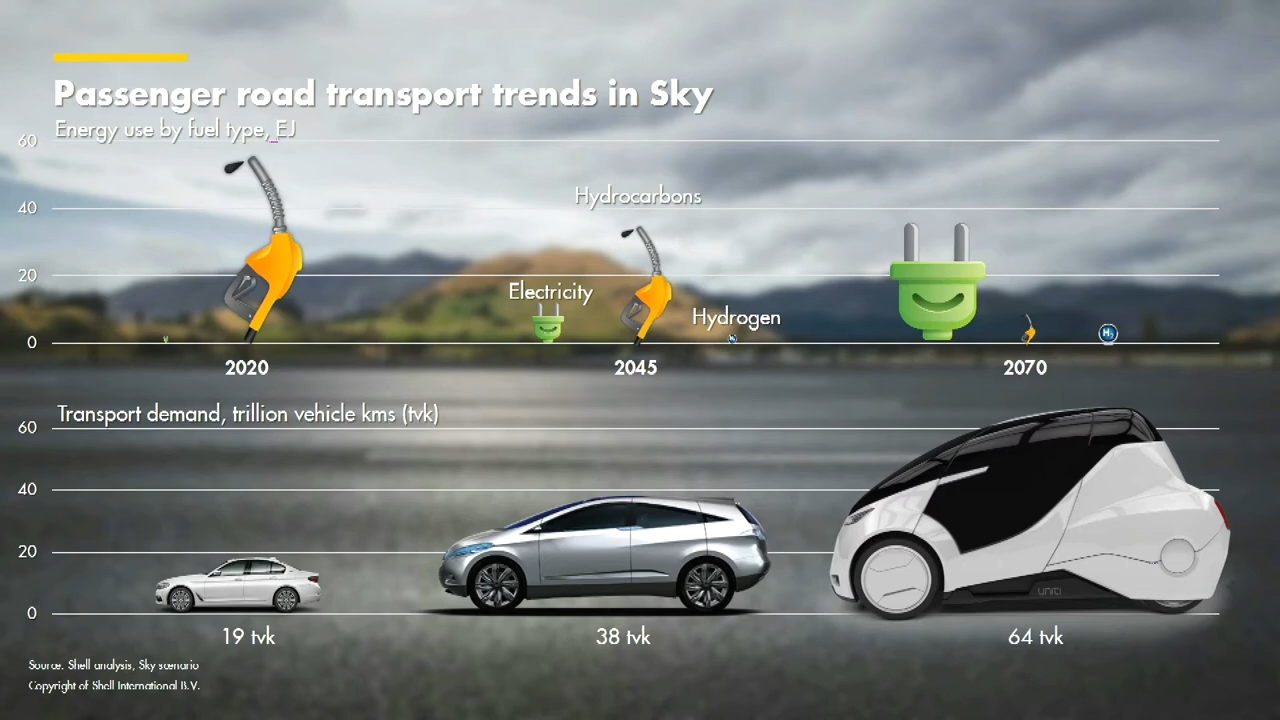 Passenger road transport trends in Sky
Energy use by fuel type, EJ
60
40
20
0
Hydrocarbons
Electricity
Hydrogen
H₂
2020
2045
2070
Transport demand, trillion vehicle kms (tvk)
60
40
20
0
uniti
19 tvk
38 tvk
64 tvk
Source: Shell analysis, Sky scenario
Copyright of Shell International B.V.